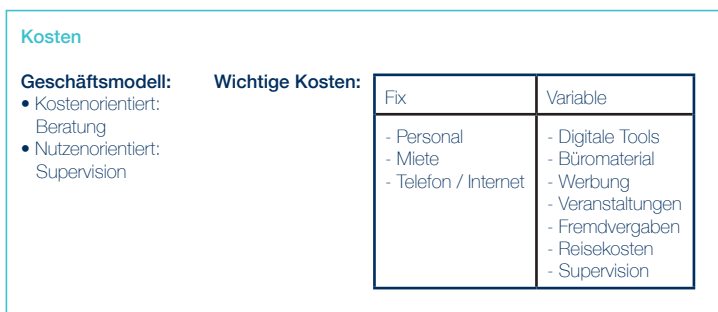 Kosten
Geschäftsmodell:
• Kostenorientiert:
Beratung
• Nutzenorientiert:
Supervision
Wichtige Kosten:
Fix
- Personal
- Miete
- Telefon / Internet
Variable
- Digitale Tools
- Büromaterial
- Werbung
- Veranstaltungen
- Fremdvergaben
- Reisekosten
- Supervision